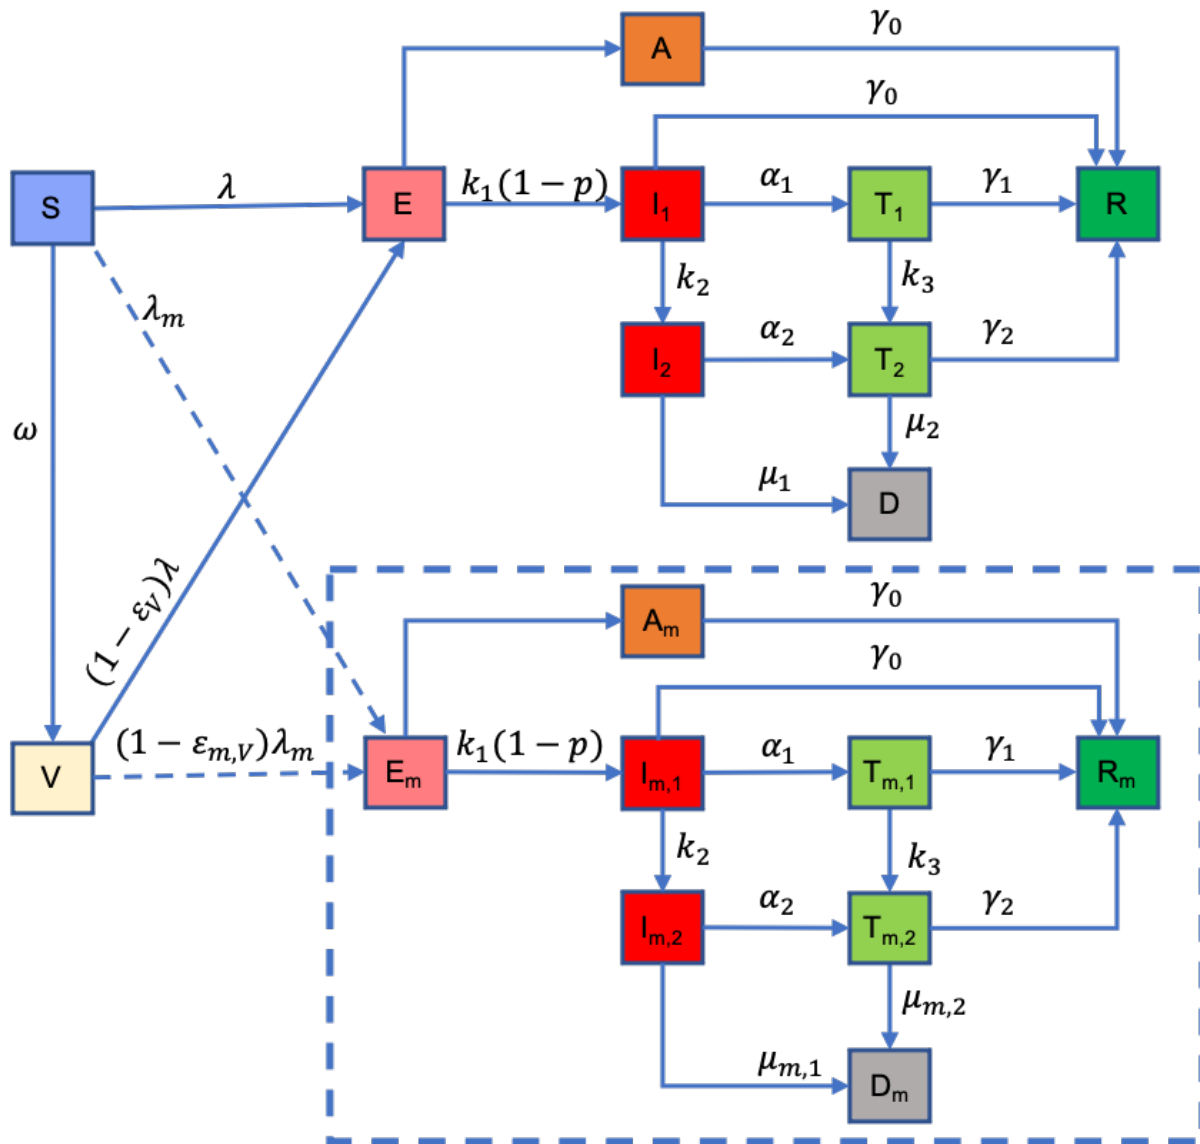 γ₀
A
γ₀
S
λ
E
k₁(1 − p)
I₁
α₁
T₁
γ₁
R
λₘ
k₂
k₃
I₂
α₂
T₂
γ₂
ω
μ₂
μ₁
D
(1 − εV)λ
γ₀
Aₘ
γ₀
V
(1 − εm,V)λₘ
Eₘ
k₁(1 − p)
Im,1
α₁
Tm,1
γ₁
Rₘ
k₂
k₃
Im,2
α₂
Tm,2
γ₂
μm,2
μm,1
Dₘ